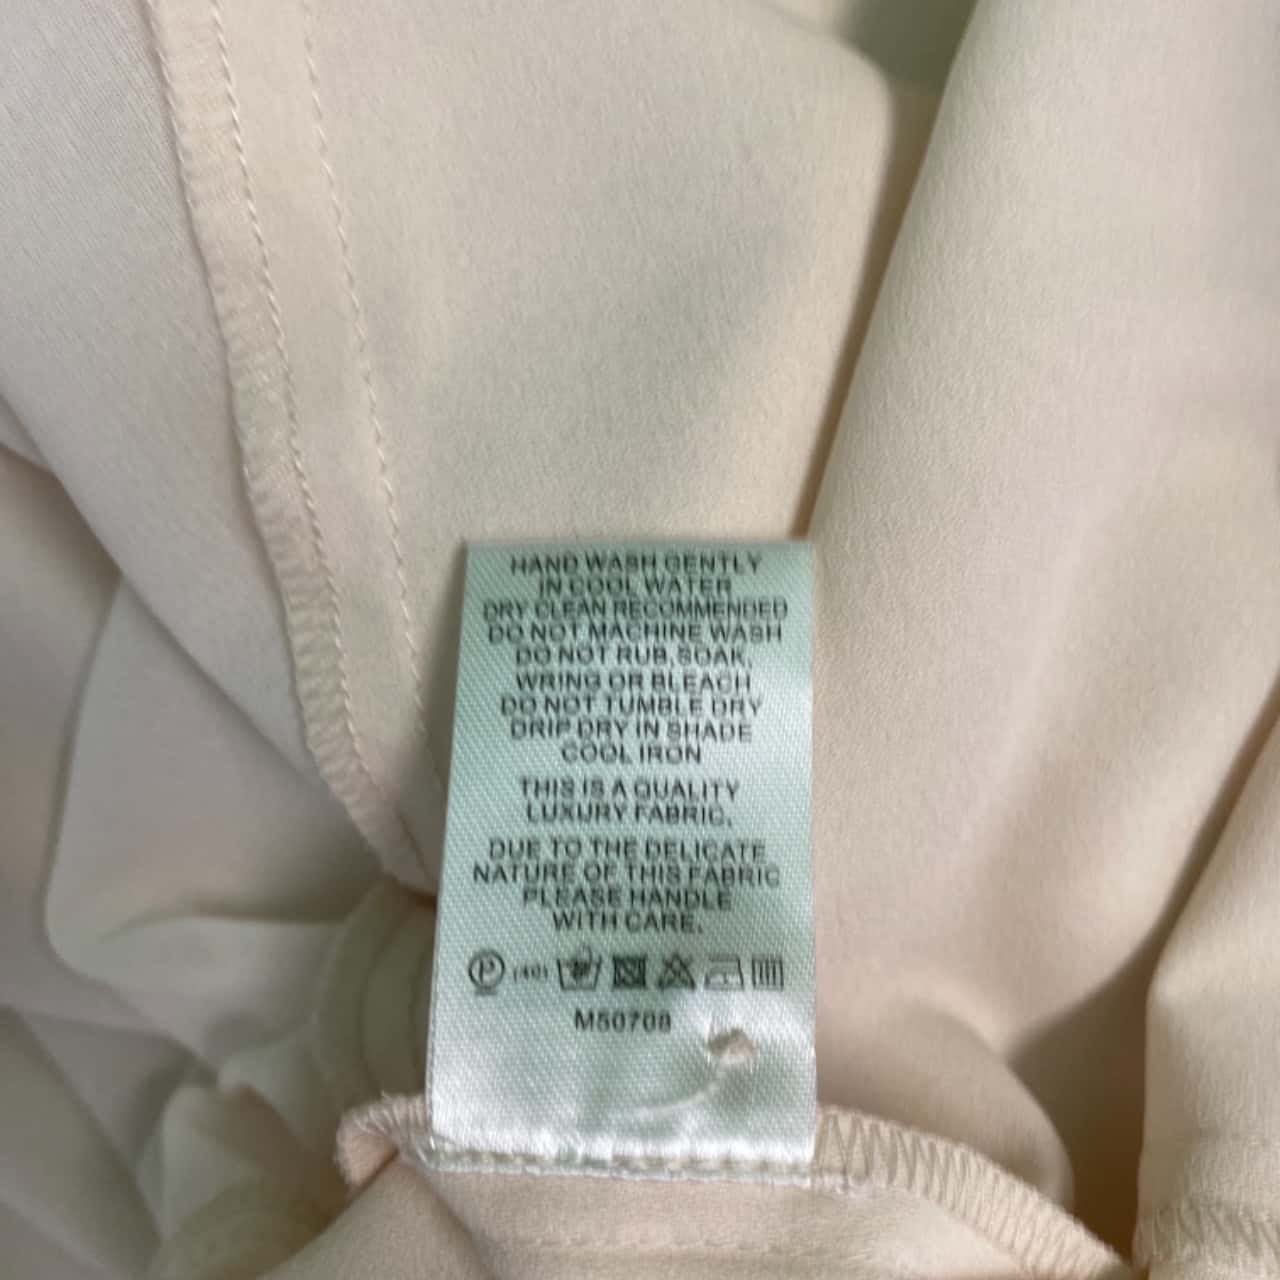 HAND WASH GENTLY
IN COOL WATER
DRY CLEAN RECOMMENDED
DO NOT MACHINE WASH
DO NOT RUB,SOAK,
WRING OR BLEACH
DO NOT TUMBLE DRY
DRIP DRY IN SHADE
COOL IRON
THIS IS A QUALITY
LUXURY FABRIC.
DUE TO THE DELICATE
NATURE OF THIS FABRIC
PLEASE HANDLE
WITH CARE.
P (40)
M50708